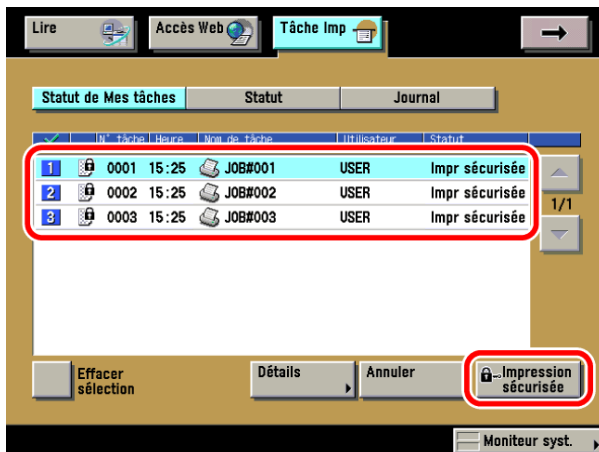 Lire Accès Web Tâche Imp
Statut de Mes tâches Statut Journal
N° tâche Heure Nom de tâche Utilisateur Statut
1 0001 15:25 JOB#001 USER Impr sécurisée
2 0002 15:25 JOB#002 USER Impr sécurisée
3 0003 15:25 JOB#003 USER Impr sécurisée
1/1
Effacer sélection Détails Annuler Impression sécurisée
Moniteur syst.